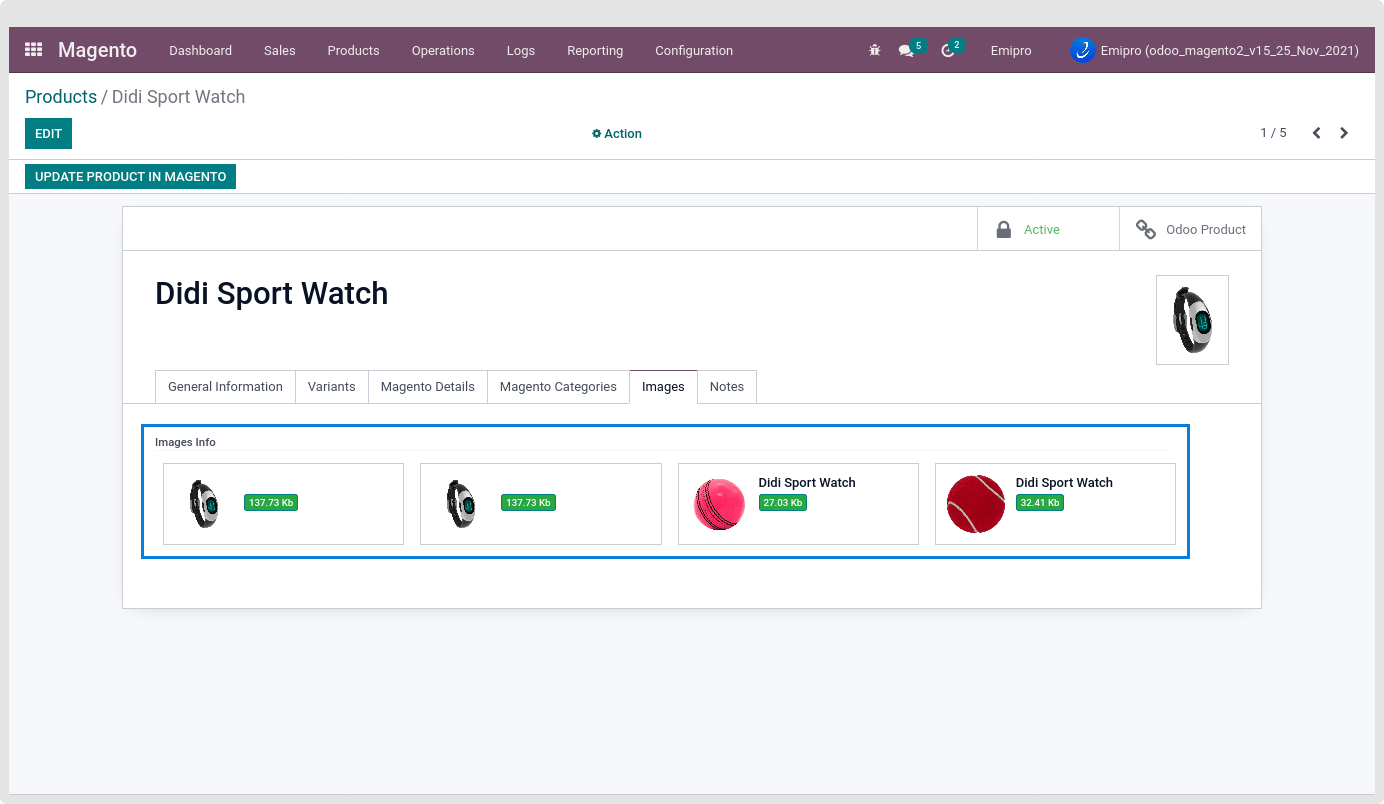 Magento Dashboard Sales Products Operations Logs Reporting Configuration 5 2 Emipro Emipro (odoo_magento2_v15_25_Nov_2021)
Products / Didi Sport Watch
EDIT Action 1 / 5
UPDATE PRODUCT IN MAGENTO
Active Odoo Product
Didi Sport Watch
General Information Variants Magento Details Magento Categories Images Notes
Images Info
137.73 Kb
137.73 Kb
Didi Sport Watch
27.03 Kb
Didi Sport Watch
32.41 Kb